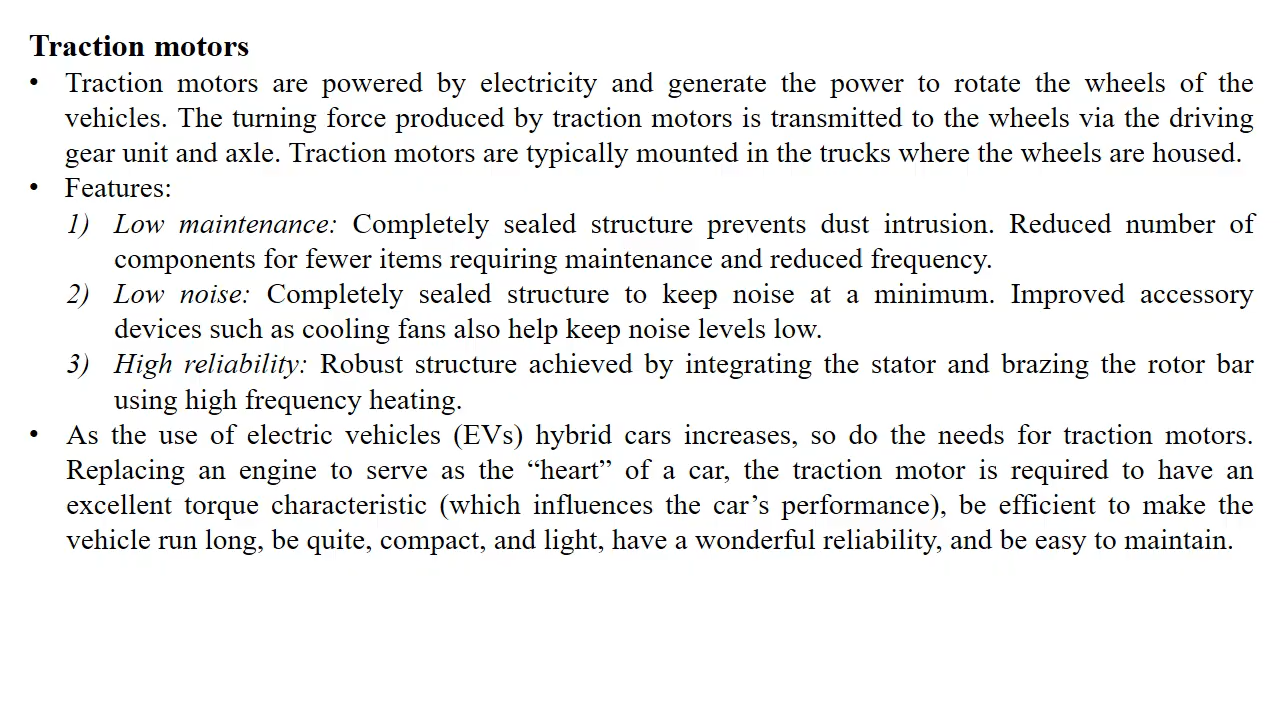 Traction motors
• Traction motors are powered by electricity and generate the power to rotate the wheels of the
vehicles. The turning force produced by traction motors is transmitted to the wheels via the driving
gear unit and axle. Traction motors are typically mounted in the trucks where the wheels are housed.
• Features:
1) Low maintenance: Completely sealed structure prevents dust intrusion. Reduced number of
components for fewer items requiring maintenance and reduced frequency.
2) Low noise: Completely sealed structure to keep noise at a minimum. Improved accessory
devices such as cooling fans also help keep noise levels low.
3) High reliability: Robust structure achieved by integrating the stator and brazing the rotor bar
using high frequency heating.
• As the use of electric vehicles (EVs) hybrid cars increases, so do the needs for traction motors.
Replacing an engine to serve as the “heart” of a car, the traction motor is required to have an
excellent torque characteristic (which influences the car’s performance), be efficient to make the
vehicle run long, be quite, compact, and light, have a wonderful reliability, and be easy to maintain.